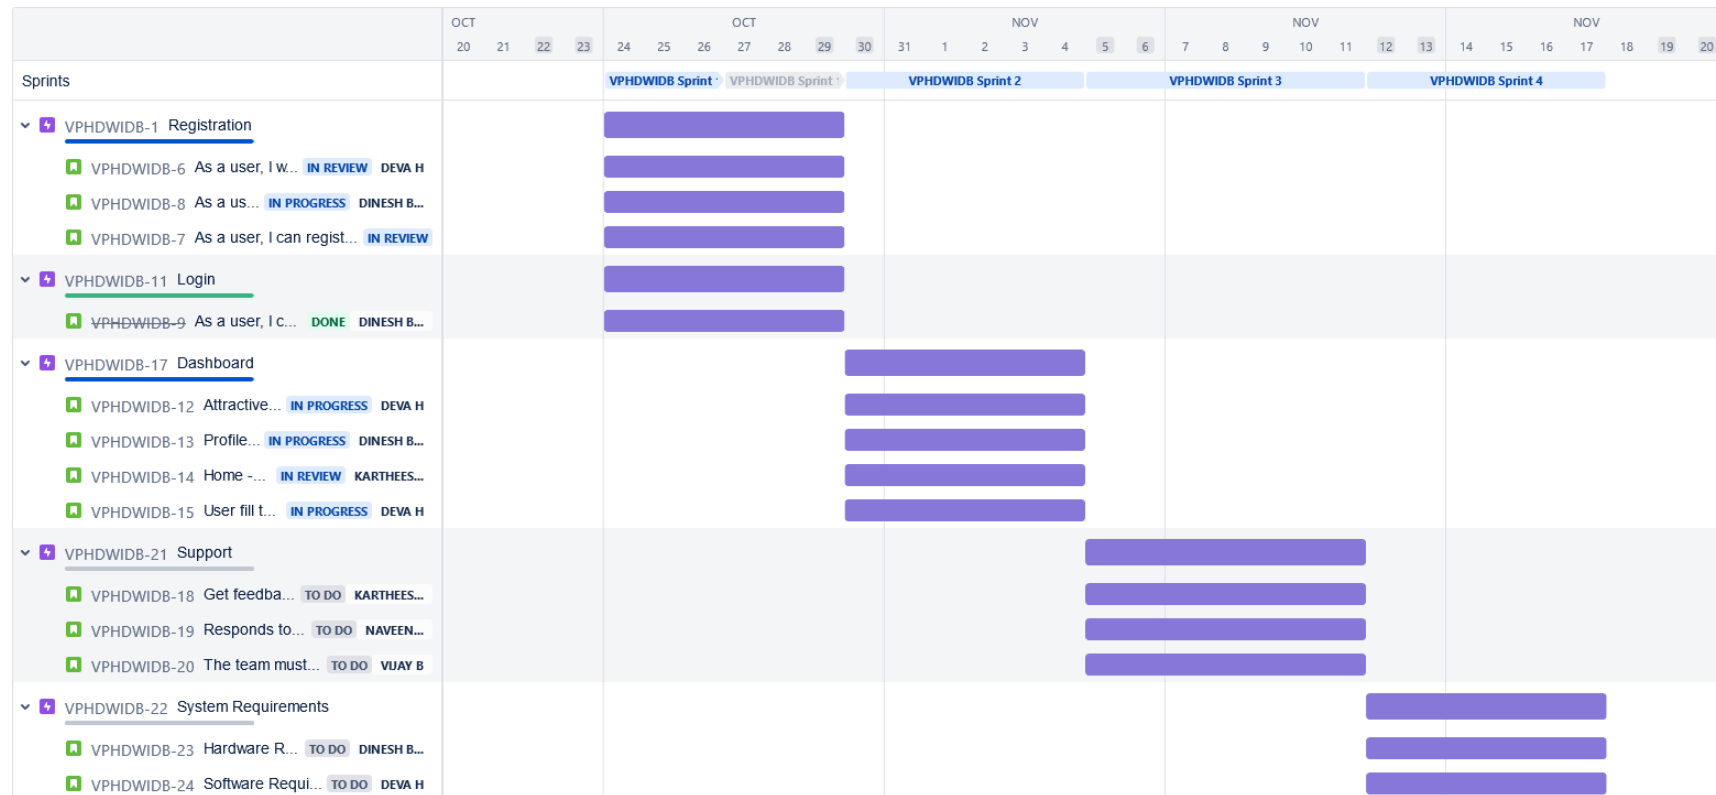 OCT OCT NOV NOV NOV
20 21 22 23 24 25 26 27 28 29 30 31 1 2 3 4 5 6 7 8 9 10 11 12 13 14 15 16 17 18 19 20
Sprints VPHDWIDB Sprint VPHDWIDB Sprint VPHDWIDB Sprint 2 VPHDWIDB Sprint 3 VPHDWIDB Sprint 4
VPHDWIDB-1 Registration
VPHDWIDB-6 As a user, I w... IN REVIEW DEVA H
VPHDWIDB-8 As a us... IN PROGRESS DINESH B...
VPHDWIDB-7 As a user, I can regist... IN REVIEW
VPHDWIDB-11 Login
VPHDWIDB-9 As a user, I c... DONE DINESH B...
VPHDWIDB-17 Dashboard
VPHDWIDB-12 Attractive... IN PROGRESS DEVA H
VPHDWIDB-13 Profile... IN PROGRESS DINESH B...
VPHDWIDB-14 Home -... IN REVIEW KARTHEES...
VPHDWIDB-15 User fill t... IN PROGRESS DEVA H
VPHDWIDB-21 Support
VPHDWIDB-18 Get feedba... TO DO KARTHEES...
VPHDWIDB-19 Responds to... TO DO NAVEEN...
VPHDWIDB-20 The team must... TO DO VIJAY B
VPHDWIDB-22 System Requirements
VPHDWIDB-23 Hardware R... TO DO DINESH B...
VPHDWIDB-24 Software Requi... TO DO DEVA H